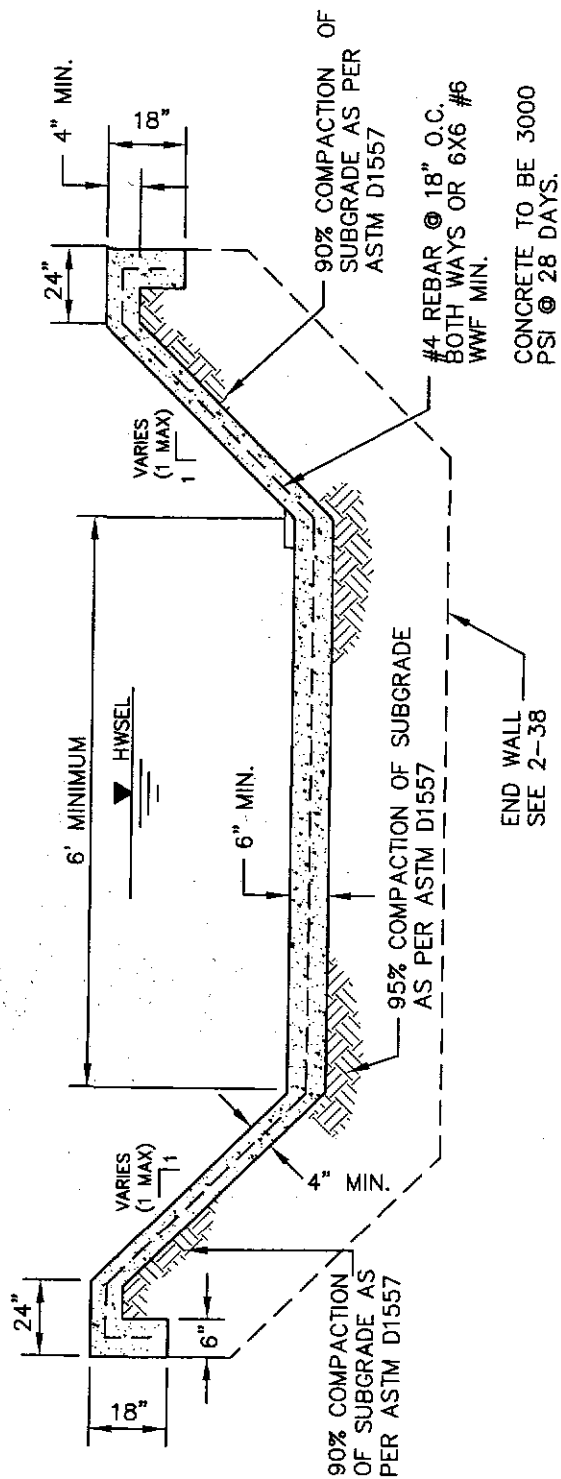 4" MIN.
18"
24"
90% COMPACTION OF
SUBGRADE AS PER
ASTM D1557
VARIES
(1 MAX)
1
#4 REBAR @ 18" O.C.
BOTH WAYS OR 6X6 #6
WWF MIN.
CONCRETE TO BE 3000
PSI @ 28 DAYS.
6' MINIMUM
HWSEL
6" MIN.
95% COMPACTION OF SUBGRADE
AS PER ASTM D1557
END WALL
SEE 2-38
VARIES
(1 MAX)
1
4" MIN.
24"
18"
6"
90% COMPACTION
OF SUBGRADE AS
PER ASTM D1557